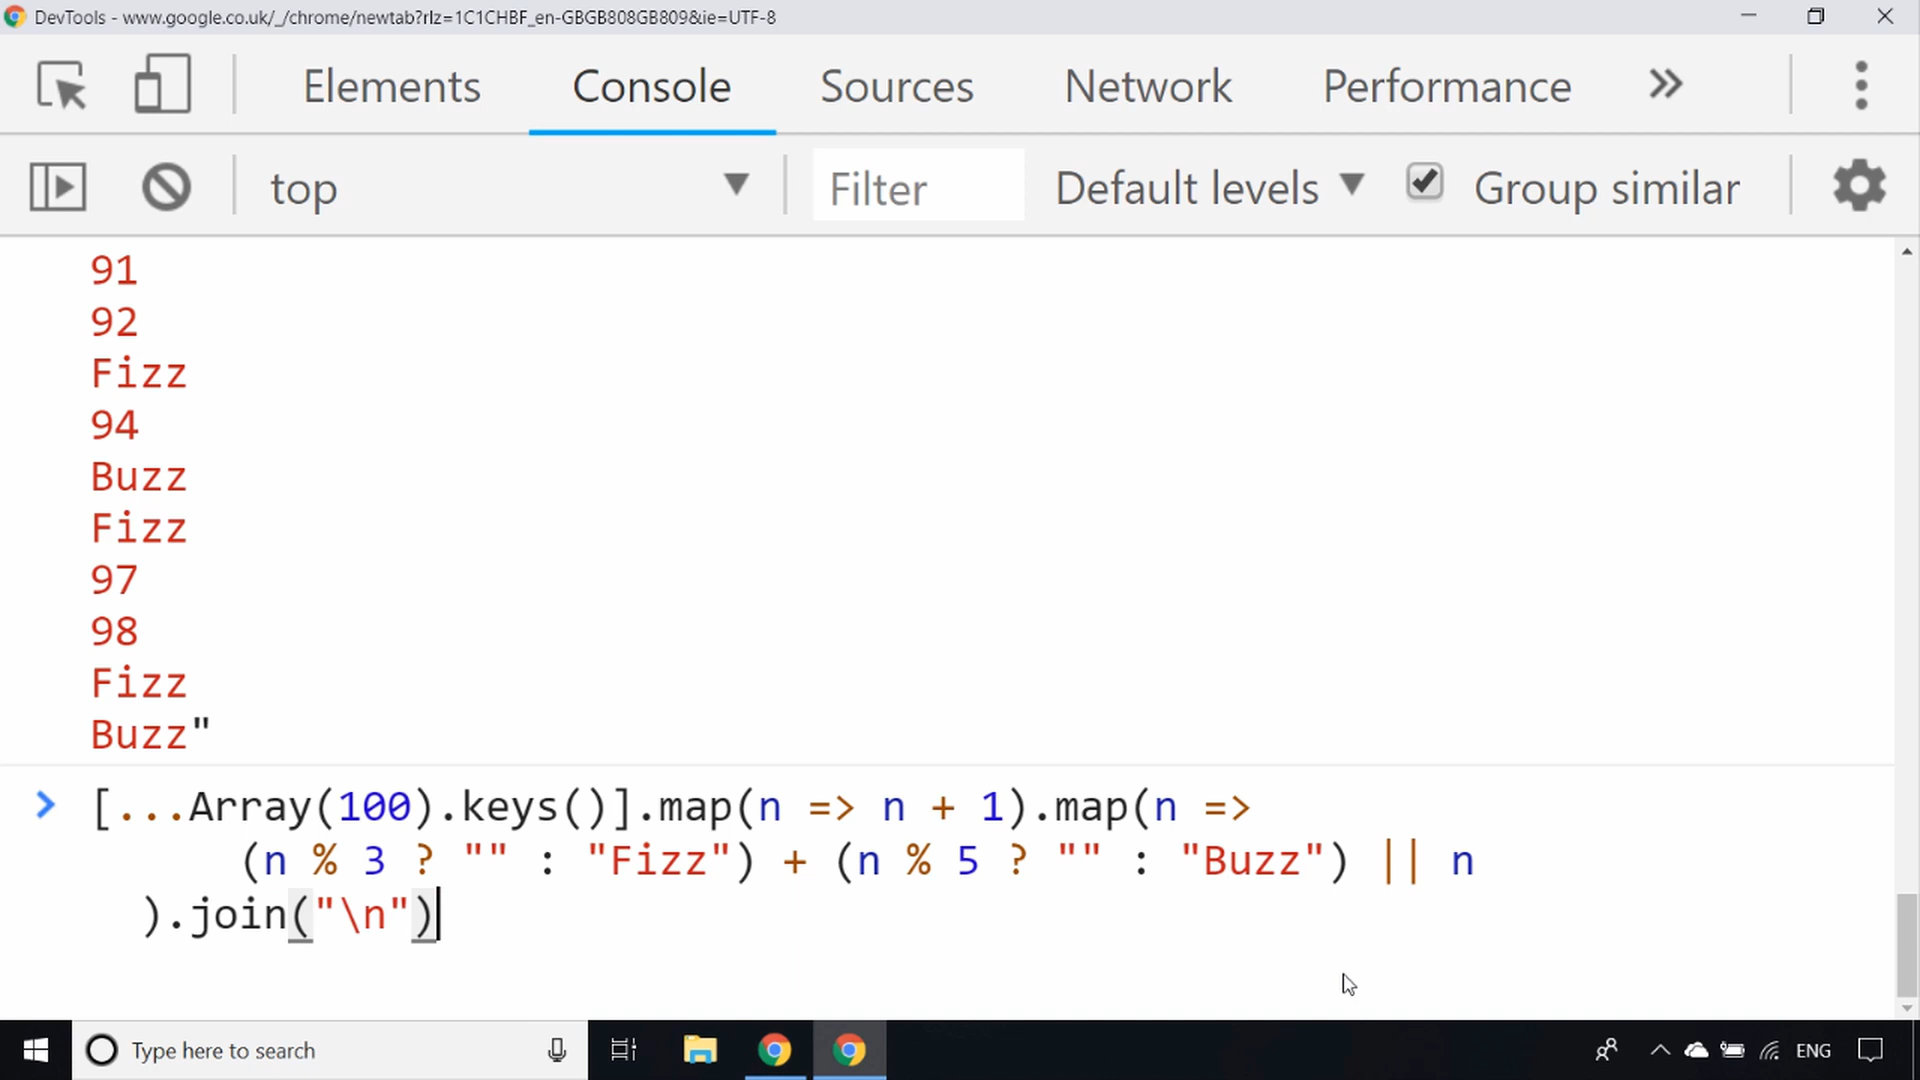 DevTools - www.google.co.uk/_/chrome/newtab?rlz=1C1CHBF_en-GBGB808GB809&ie=UTF-8
Elements Console Sources Network Performance
top Filter Default levels Group similar
91
92
Fizz
94
Buzz
Fizz
97
98
Fizz
Buzz"
> [...Array(100).keys()].map(n => n + 1).map(n =>
(n % 3 ? "" : "Fizz") + (n % 5 ? "" : "Buzz") || n
).join("\n")
Type here to search ENG